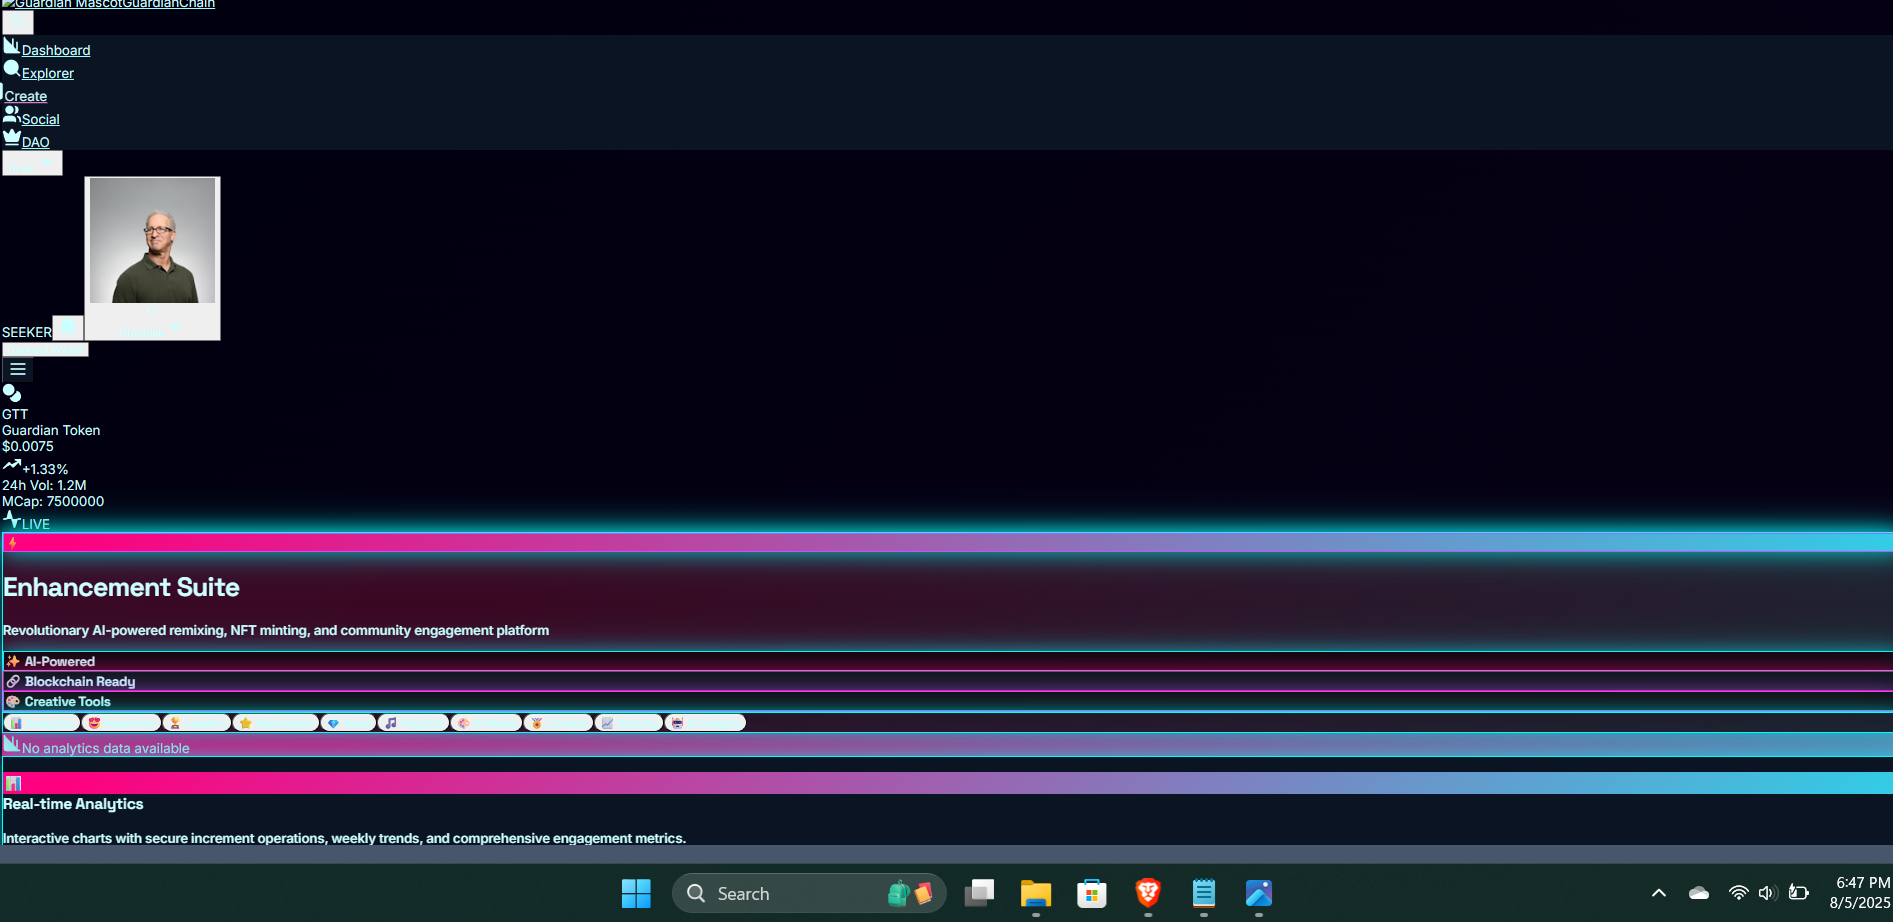 Guardian MascotGuardianChain
Dashboard
Explorer
Create
Social
DAO
SEEKER
GTT
Guardian Token
$0.0075
+1.33%
24h Vol: 1.2M
MCap: 7500000
LIVE
Enhancement Suite
Revolutionary AI-powered remixing, NFT minting, and community engagement platform
AI-Powered
Blockchain Ready
Creative Tools
No analytics data available
Real-time Analytics
Interactive charts with secure increment operations, weekly trends, and comprehensive engagement metrics.
Search
6:47 PM
8/5/2025